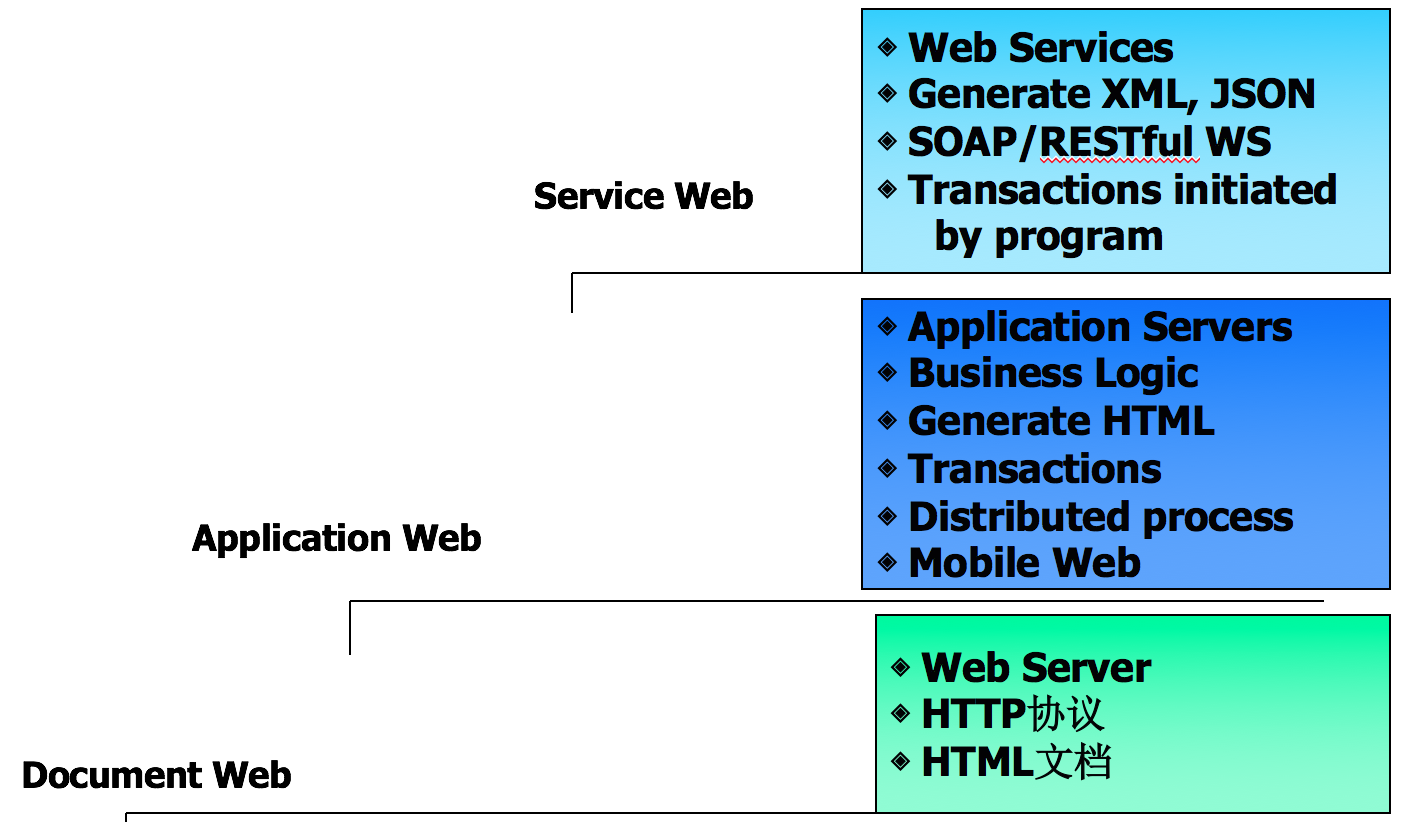 ◈ Web Services
◈ Generate XML, JSON
◈ SOAP/RESTful WS
◈ Transactions initiated
by program
Service Web
◈ Application Servers
◈ Business Logic
◈ Generate HTML
◈ Transactions
◈ Distributed process
◈ Mobile Web
Application Web
◈ Web Server
◈ HTTP协议
◈ HTML文档
Document Web